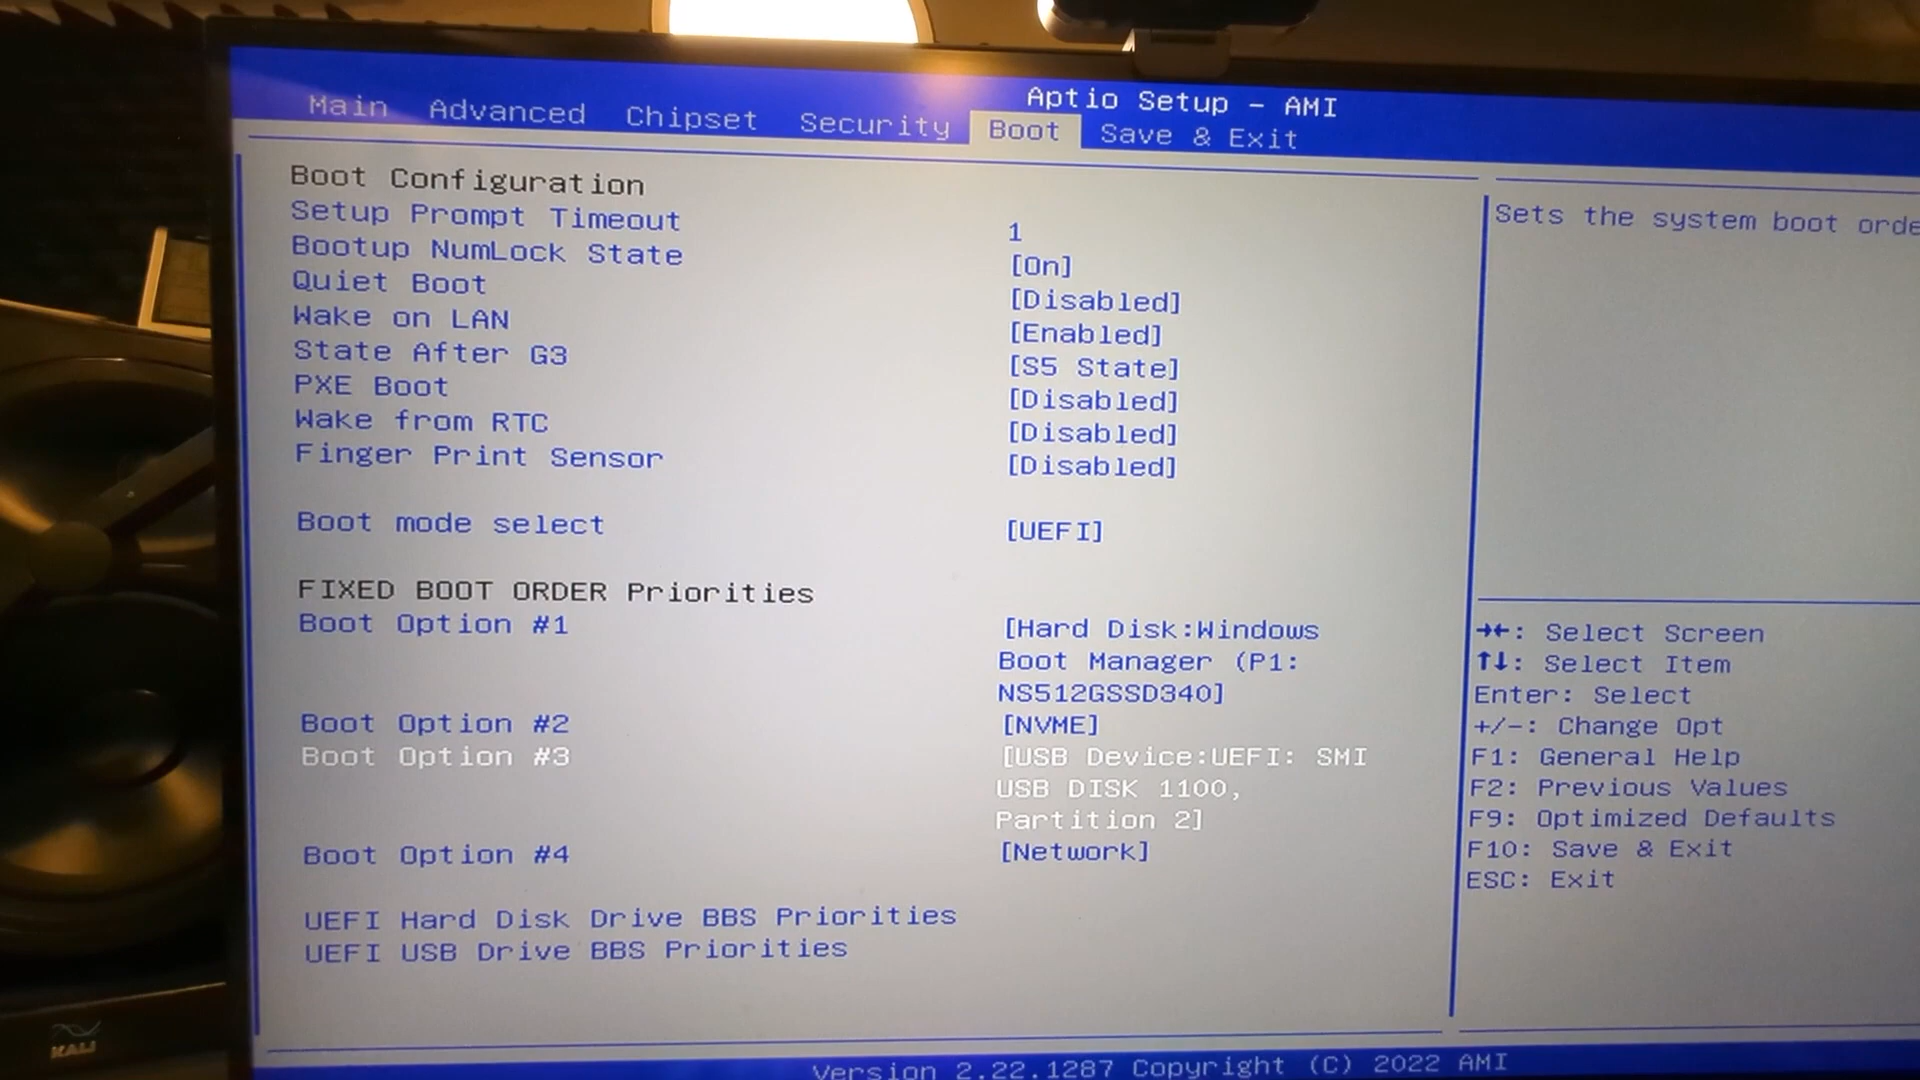 Aptio Setup - AMI
Main Advanced Chipset Security Boot Save & Exit
Boot Configuration
Setup Prompt Timeout 1
Bootup NumLock State [On]
Quiet Boot [Disabled]
Wake on LAN [Enabled]
State After G3 [S5 State]
PXE Boot [Disabled]
Wake from RTC [Disabled]
Finger Print Sensor [Disabled]
Boot mode select [UEFI]
FIXED BOOT ORDER Priorities
Boot Option #1 [Hard Disk:Windows
Boot Manager (P1:
NS512GSSD340]
Boot Option #2 [NVME]
Boot Option #3 [USB Device:UEFI: SMI
USB DISK 1100,
Partition 2]
Boot Option #4 [Network]
UEFI Hard Disk Drive BBS Priorities
UEFI USB Drive BBS Priorities
Sets the system boot orde
→←: Select Screen
↑↓: Select Item
Enter: Select
+/-: Change Opt
F1: General Help
F2: Previous Values
F9: Optimized Defaults
F10: Save & Exit
ESC: Exit
Version 2.22.1287 Copyright (C) 2022 AMI
KALI